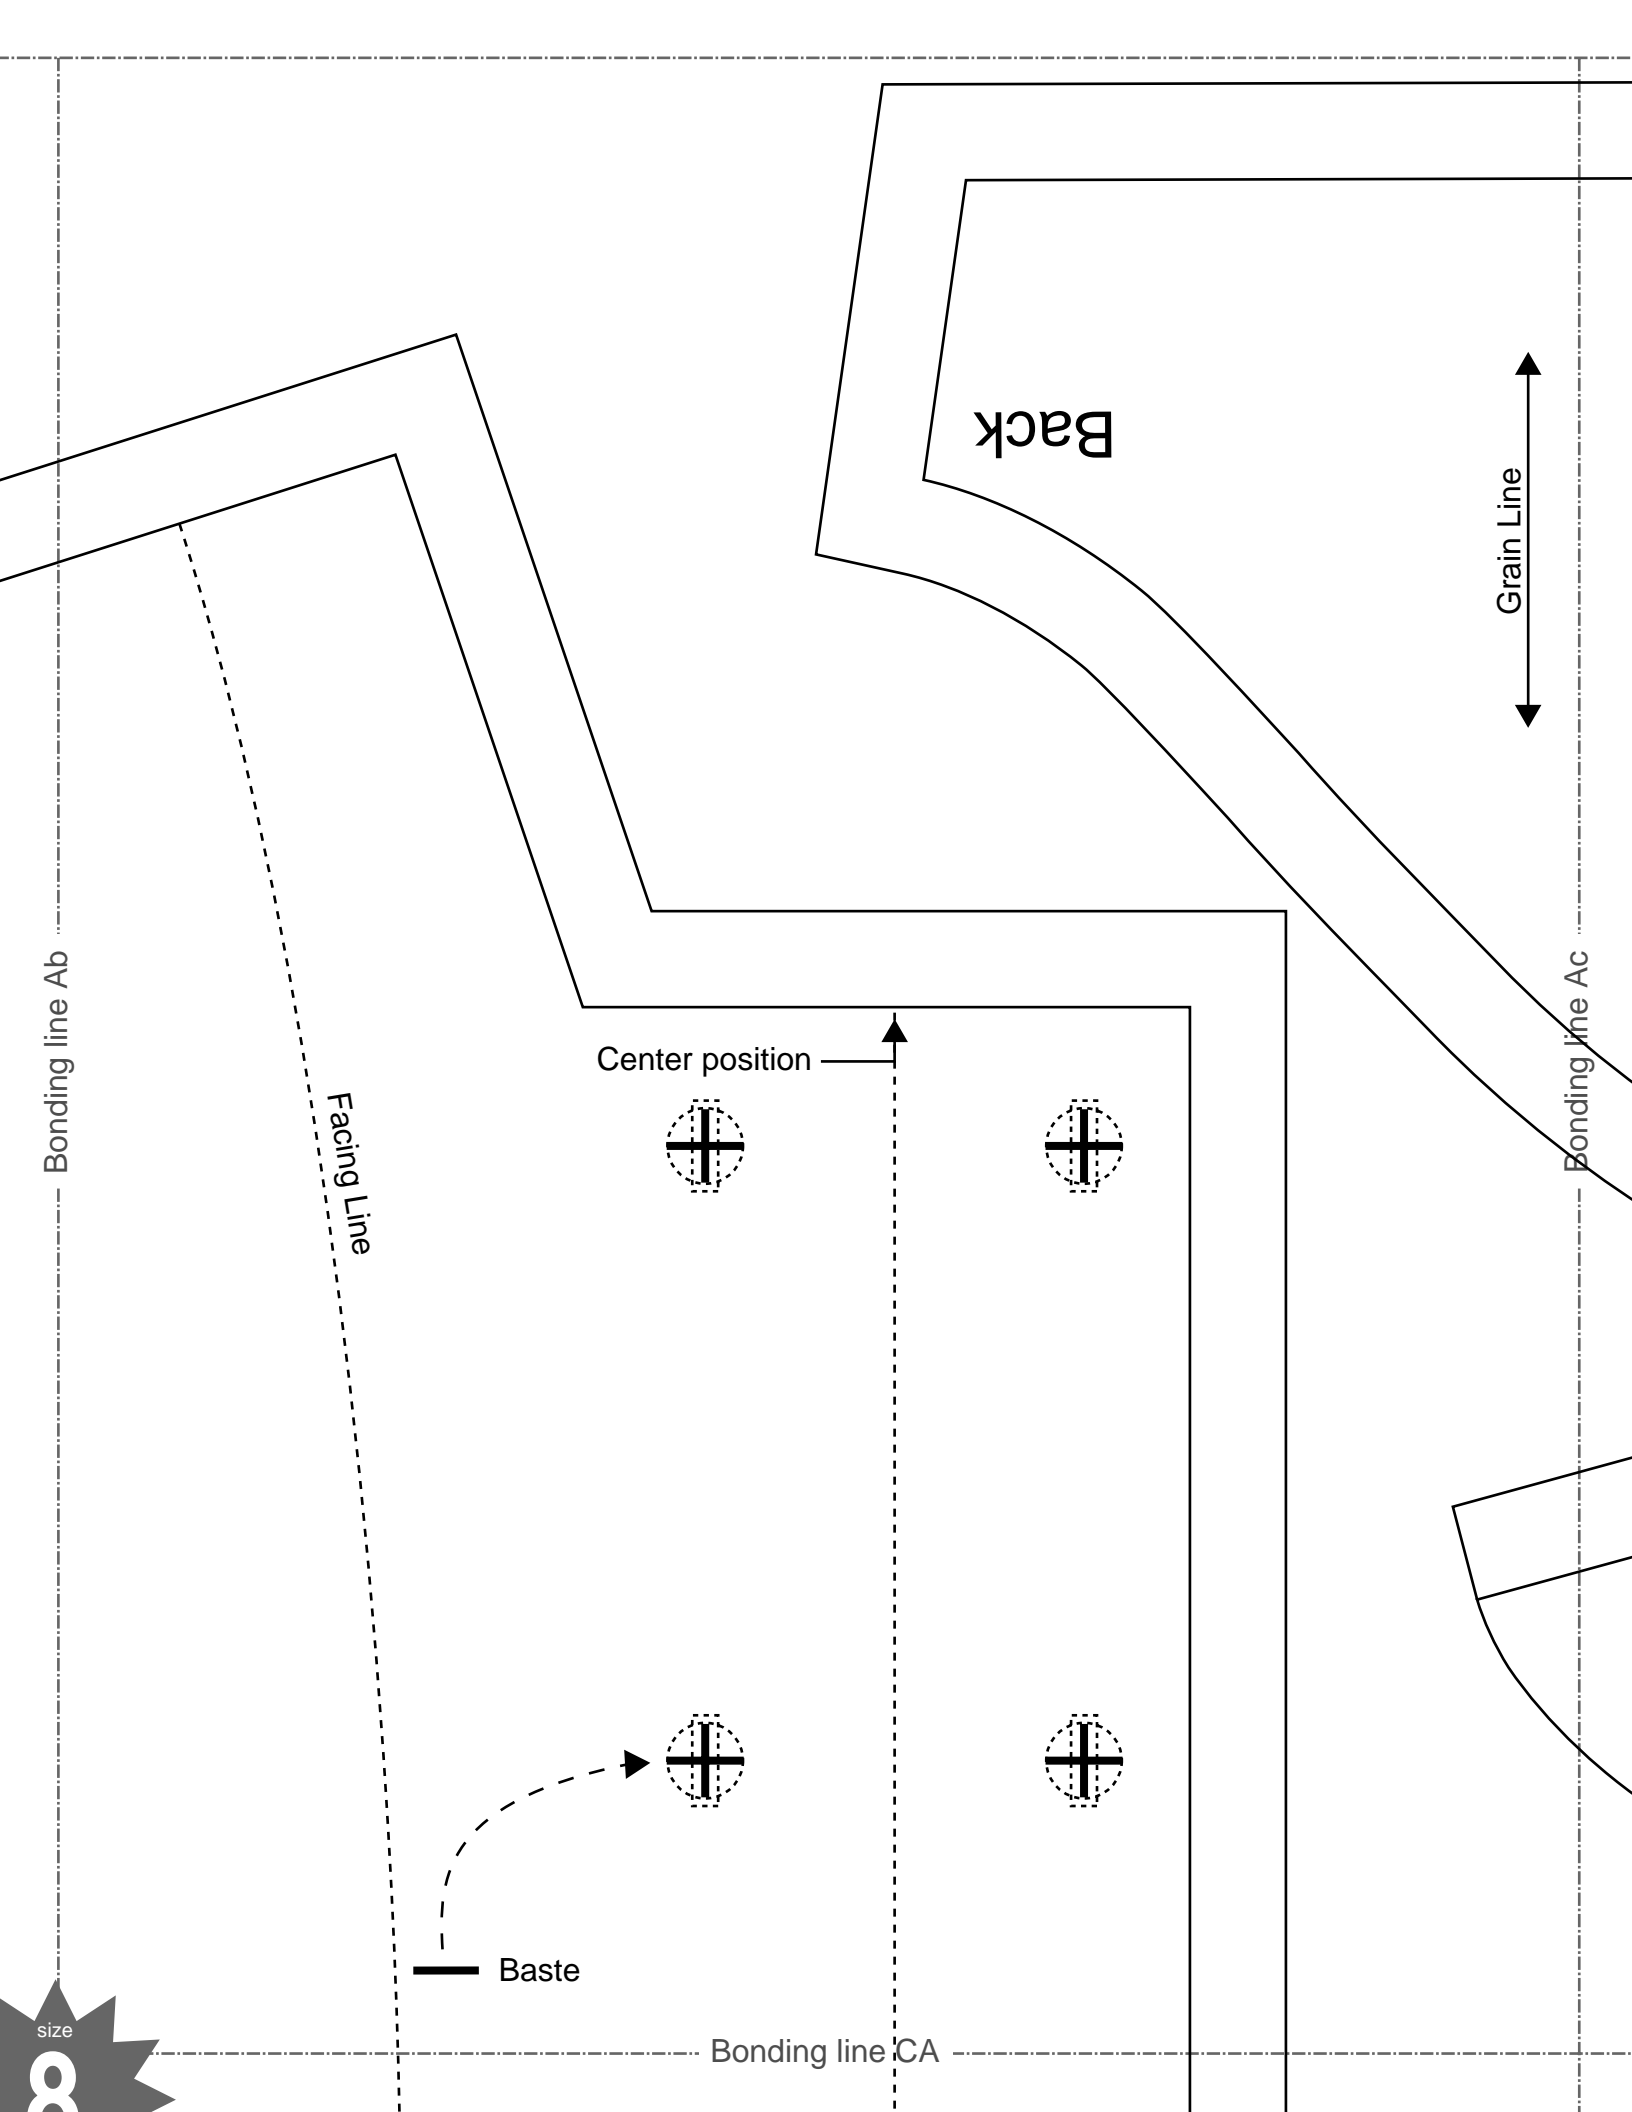 Back
Grain Line
Bonding line Ab
Bonding line Ac
Center position
Facing Line
Baste
size
8
Bonding line CA